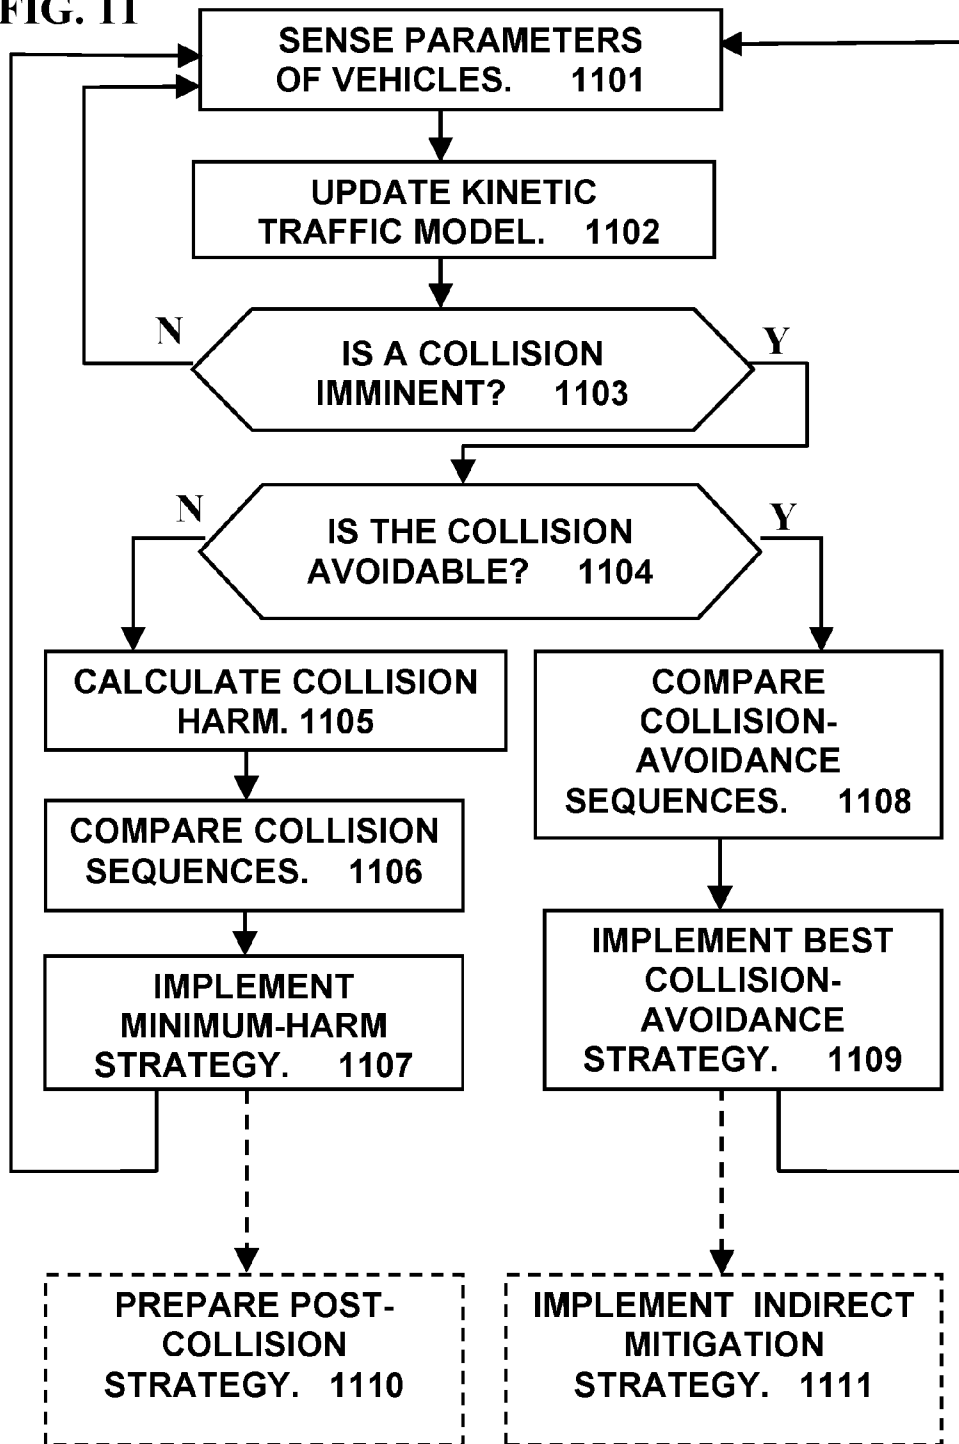 FIG. 11
SENSE PARAMETERS
OF VEHICLES. 1101
UPDATE KINETIC
TRAFFIC MODEL. 1102
N
Y
IS A COLLISION
IMMINENT? 1103
N
Y
IS THE COLLISION
AVOIDABLE? 1104
CALCULATE COLLISION
HARM. 1105
COMPARE
COLLISION-
AVOIDANCE
SEQUENCES. 1108
COMPARE COLLISION
SEQUENCES. 1106
IMPLEMENT BEST
COLLISION-
AVOIDANCE
STRATEGY. 1109
IMPLEMENT
MINIMUM-HARM
STRATEGY. 1107
PREPARE POST-
COLLISION
STRATEGY. 1110
IMPLEMENT INDIRECT
MITIGATION
STRATEGY. 1111